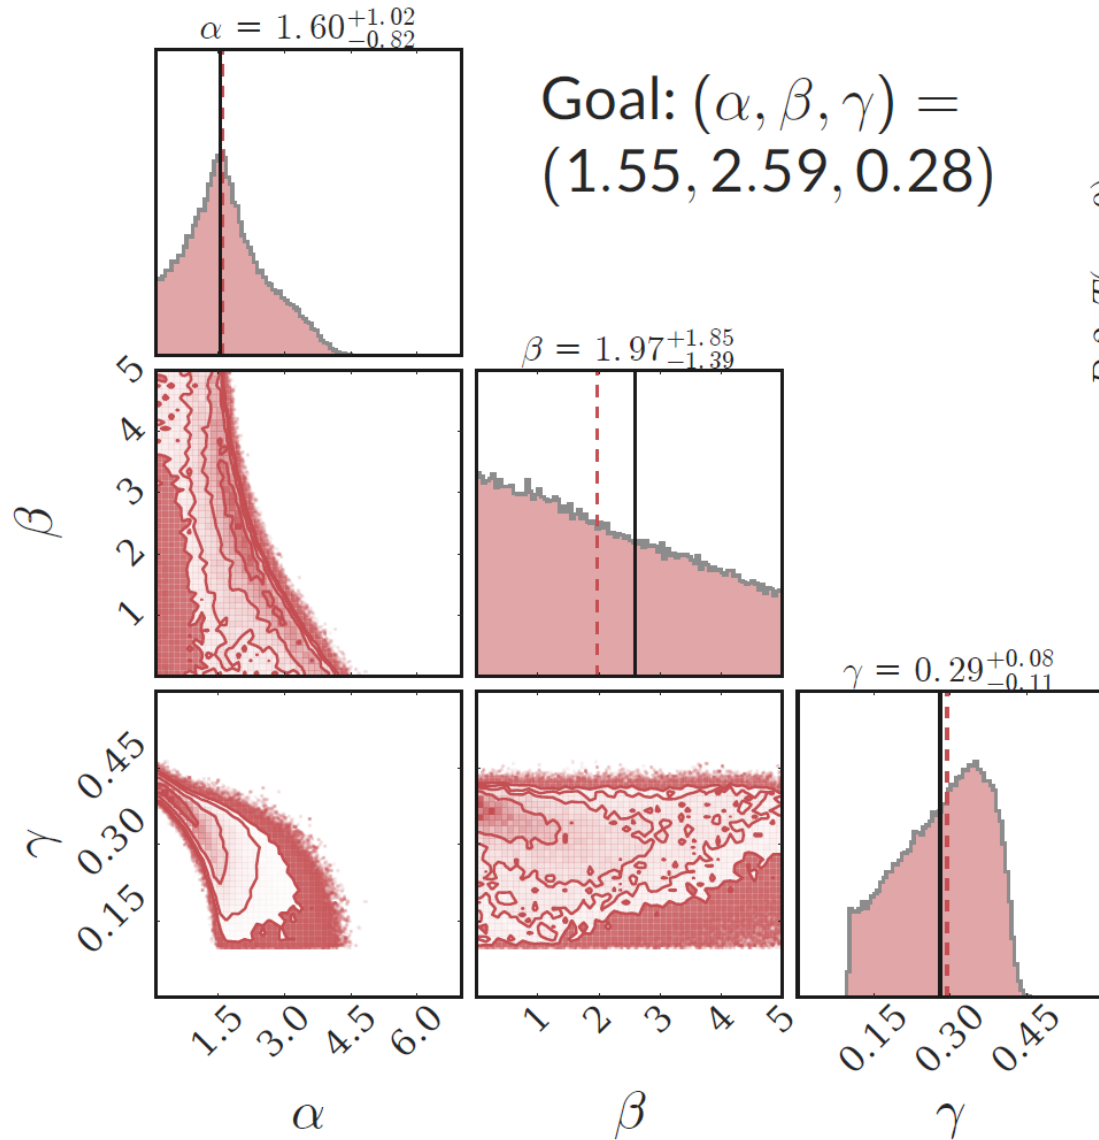 α = 1.60+1.02−0.82
Goal: (α, β, γ) =
(1.55, 2.59, 0.28)
β = 1.97+1.85−1.39
5
4
3
2
1
β
γ = 0.29+0.08−0.11
0.45
0.30
0.15
γ
1.5 3.0 4.5 6.0
1 2 3 4 5
0.15 0.30 0.45
α β γ